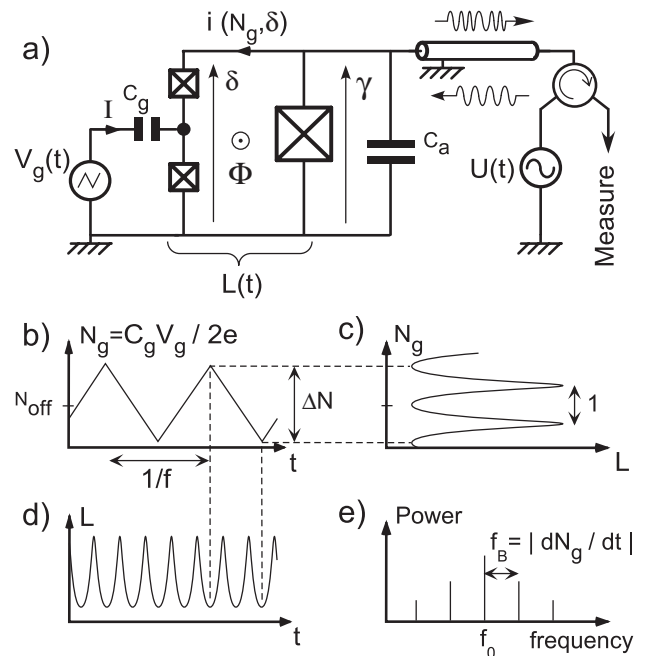 a)
i (N_g,δ)
I
C_g
V_g(t)
δ
Φ
γ
C_a
U(t)
Measure
L(t)
b)
N_g=C_gV_g / 2e
N_off
ΔN
1/f
t
c)
N_g
1
L
d)
L
t
e)
Power
f_B=| dN_g / dt |
f_0
frequency